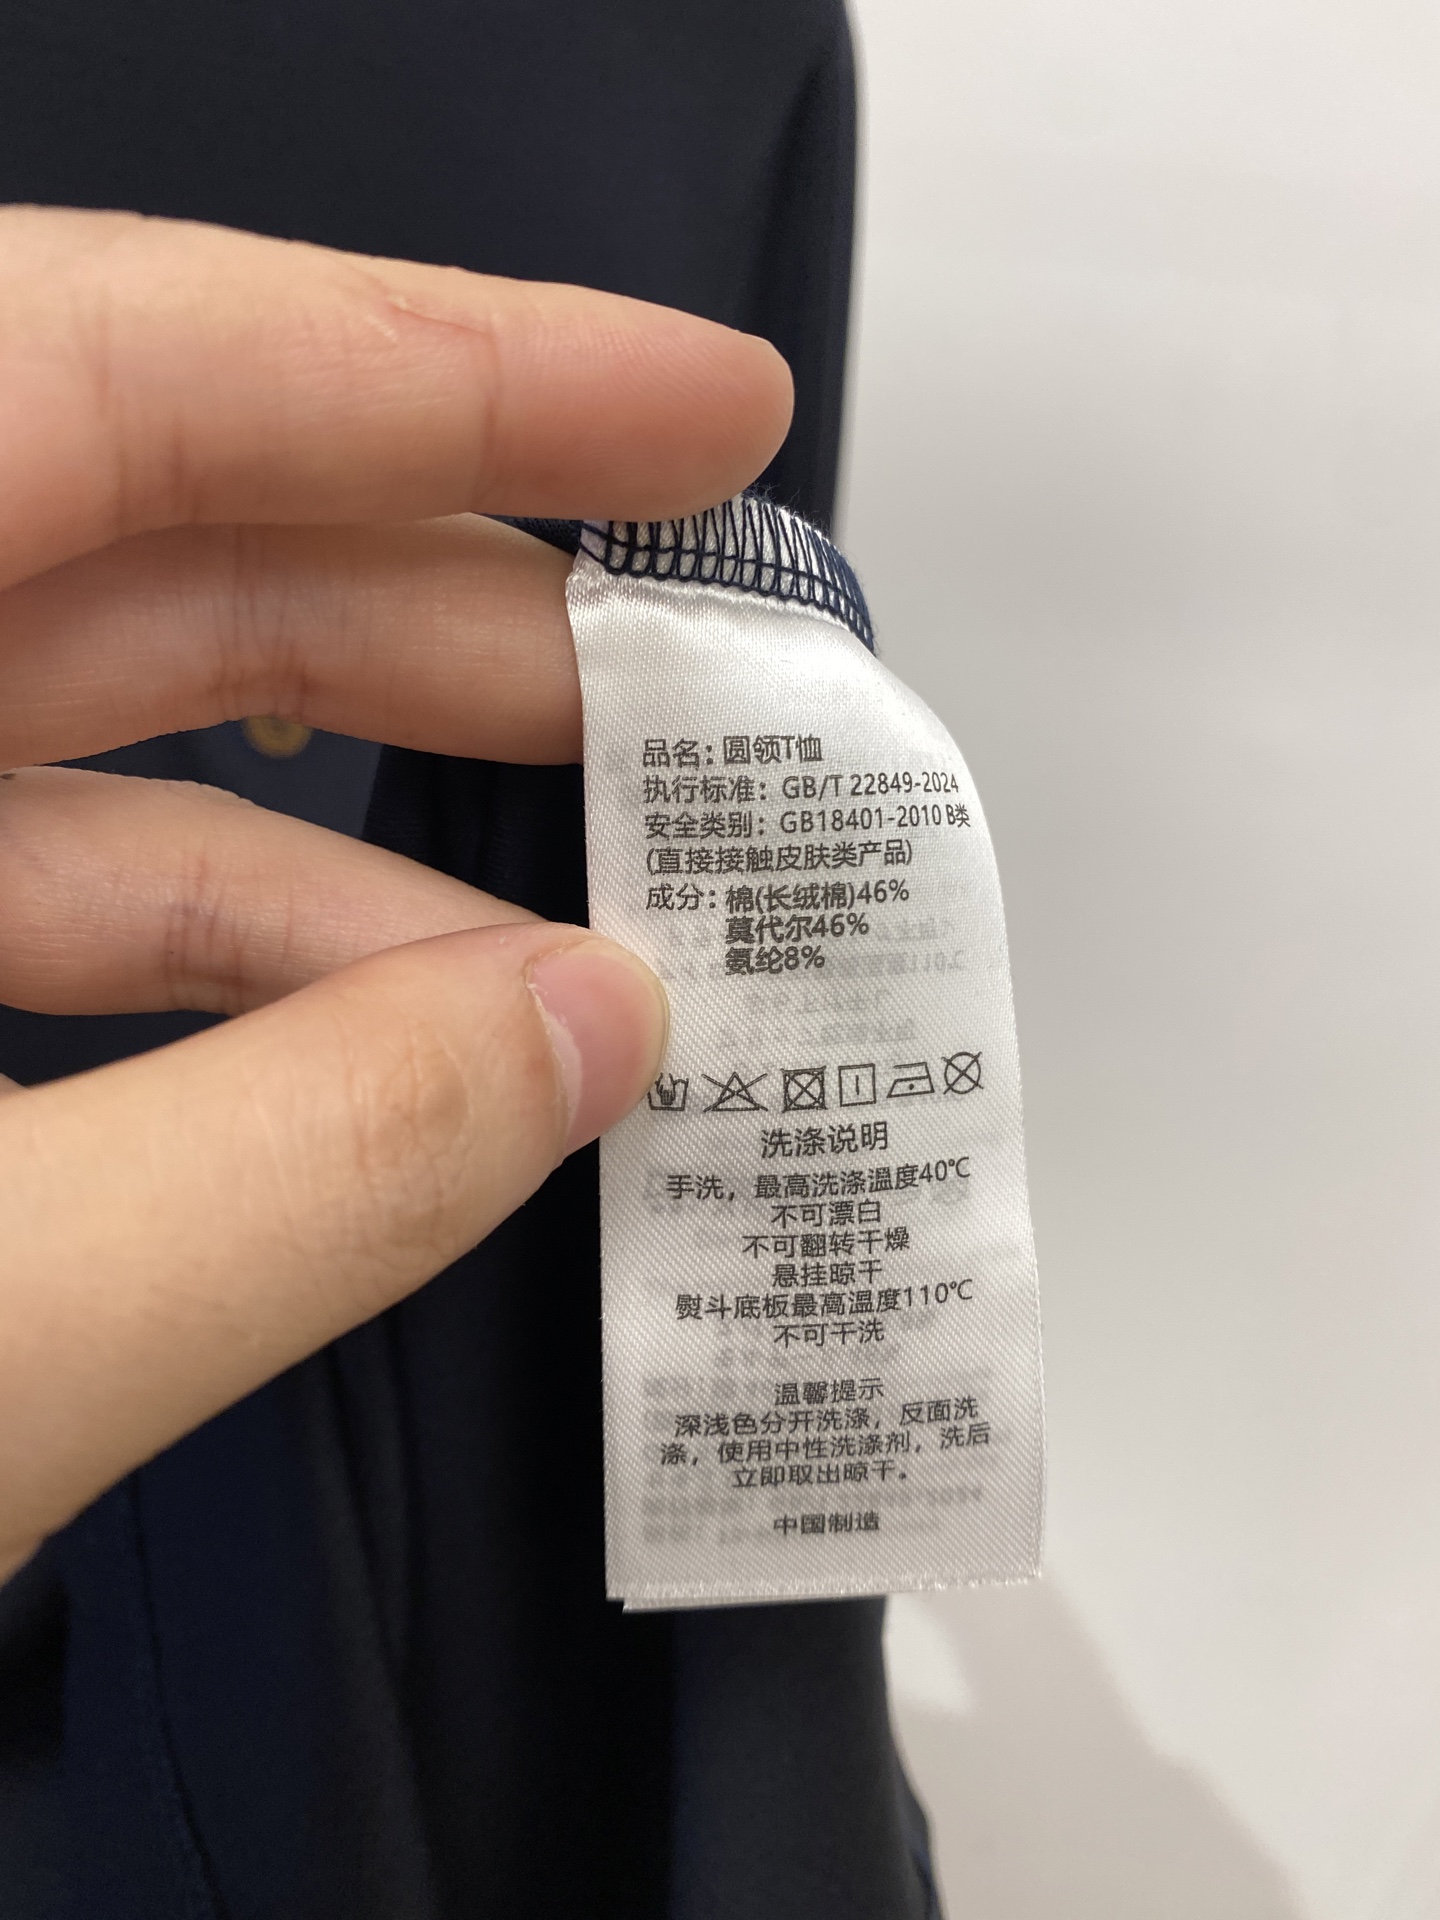 品名：圆领T恤
执行标准：GB/T 22849-2024
安全类别：GB18401-2010 B类
(直接接触皮肤类产品)
成分：棉(长绒棉)46%
莫代尔46%
氨纶8%
洗涤说明
手洗，最高洗涤温度40℃
不可漂白
不可翻转干燥
悬挂晾干
熨斗底板最高温度110℃
不可干洗
温馨提示
深浅色分开洗涤，反面洗
涤，使用中性洗涤剂，洗后
立即取出晾干。
中国制造